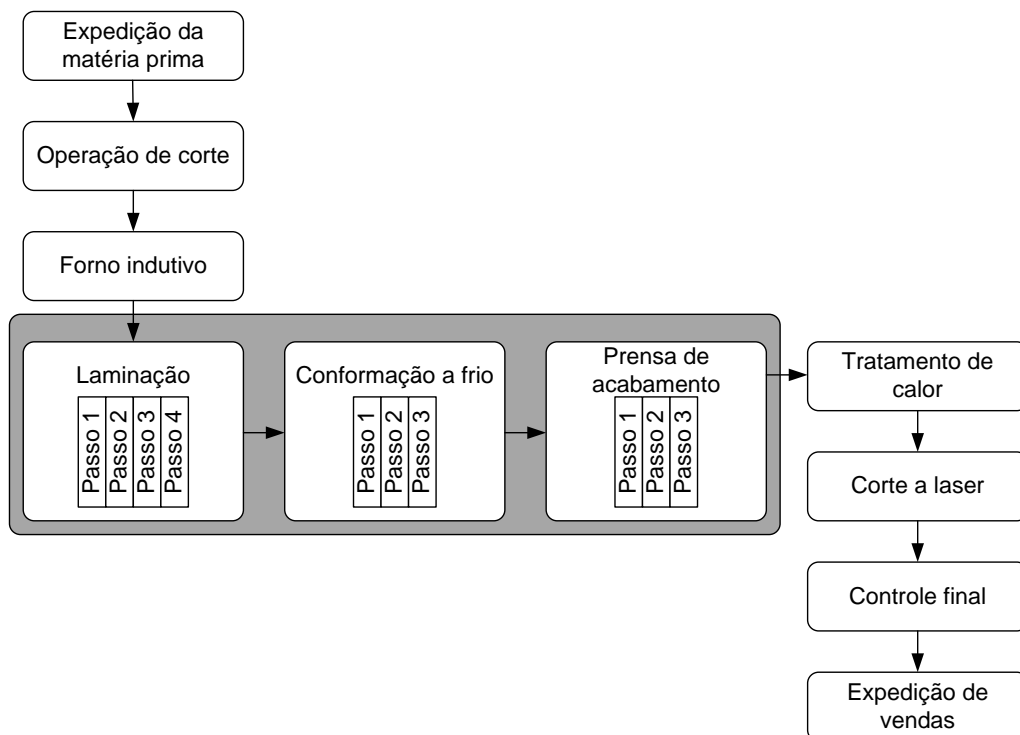 Expedição da
matéria prima
Operação de corte
Forno indutivo
Laminação
Passo 1
Passo 2
Passo 3
Passo 4
Conformação a frio
Passo 1
Passo 2
Passo 3
Prensa de
acabamento
Passo 1
Passo 2
Passo 3
Tratamento de
calor
Corte a laser
Controle final
Expedição de
vendas